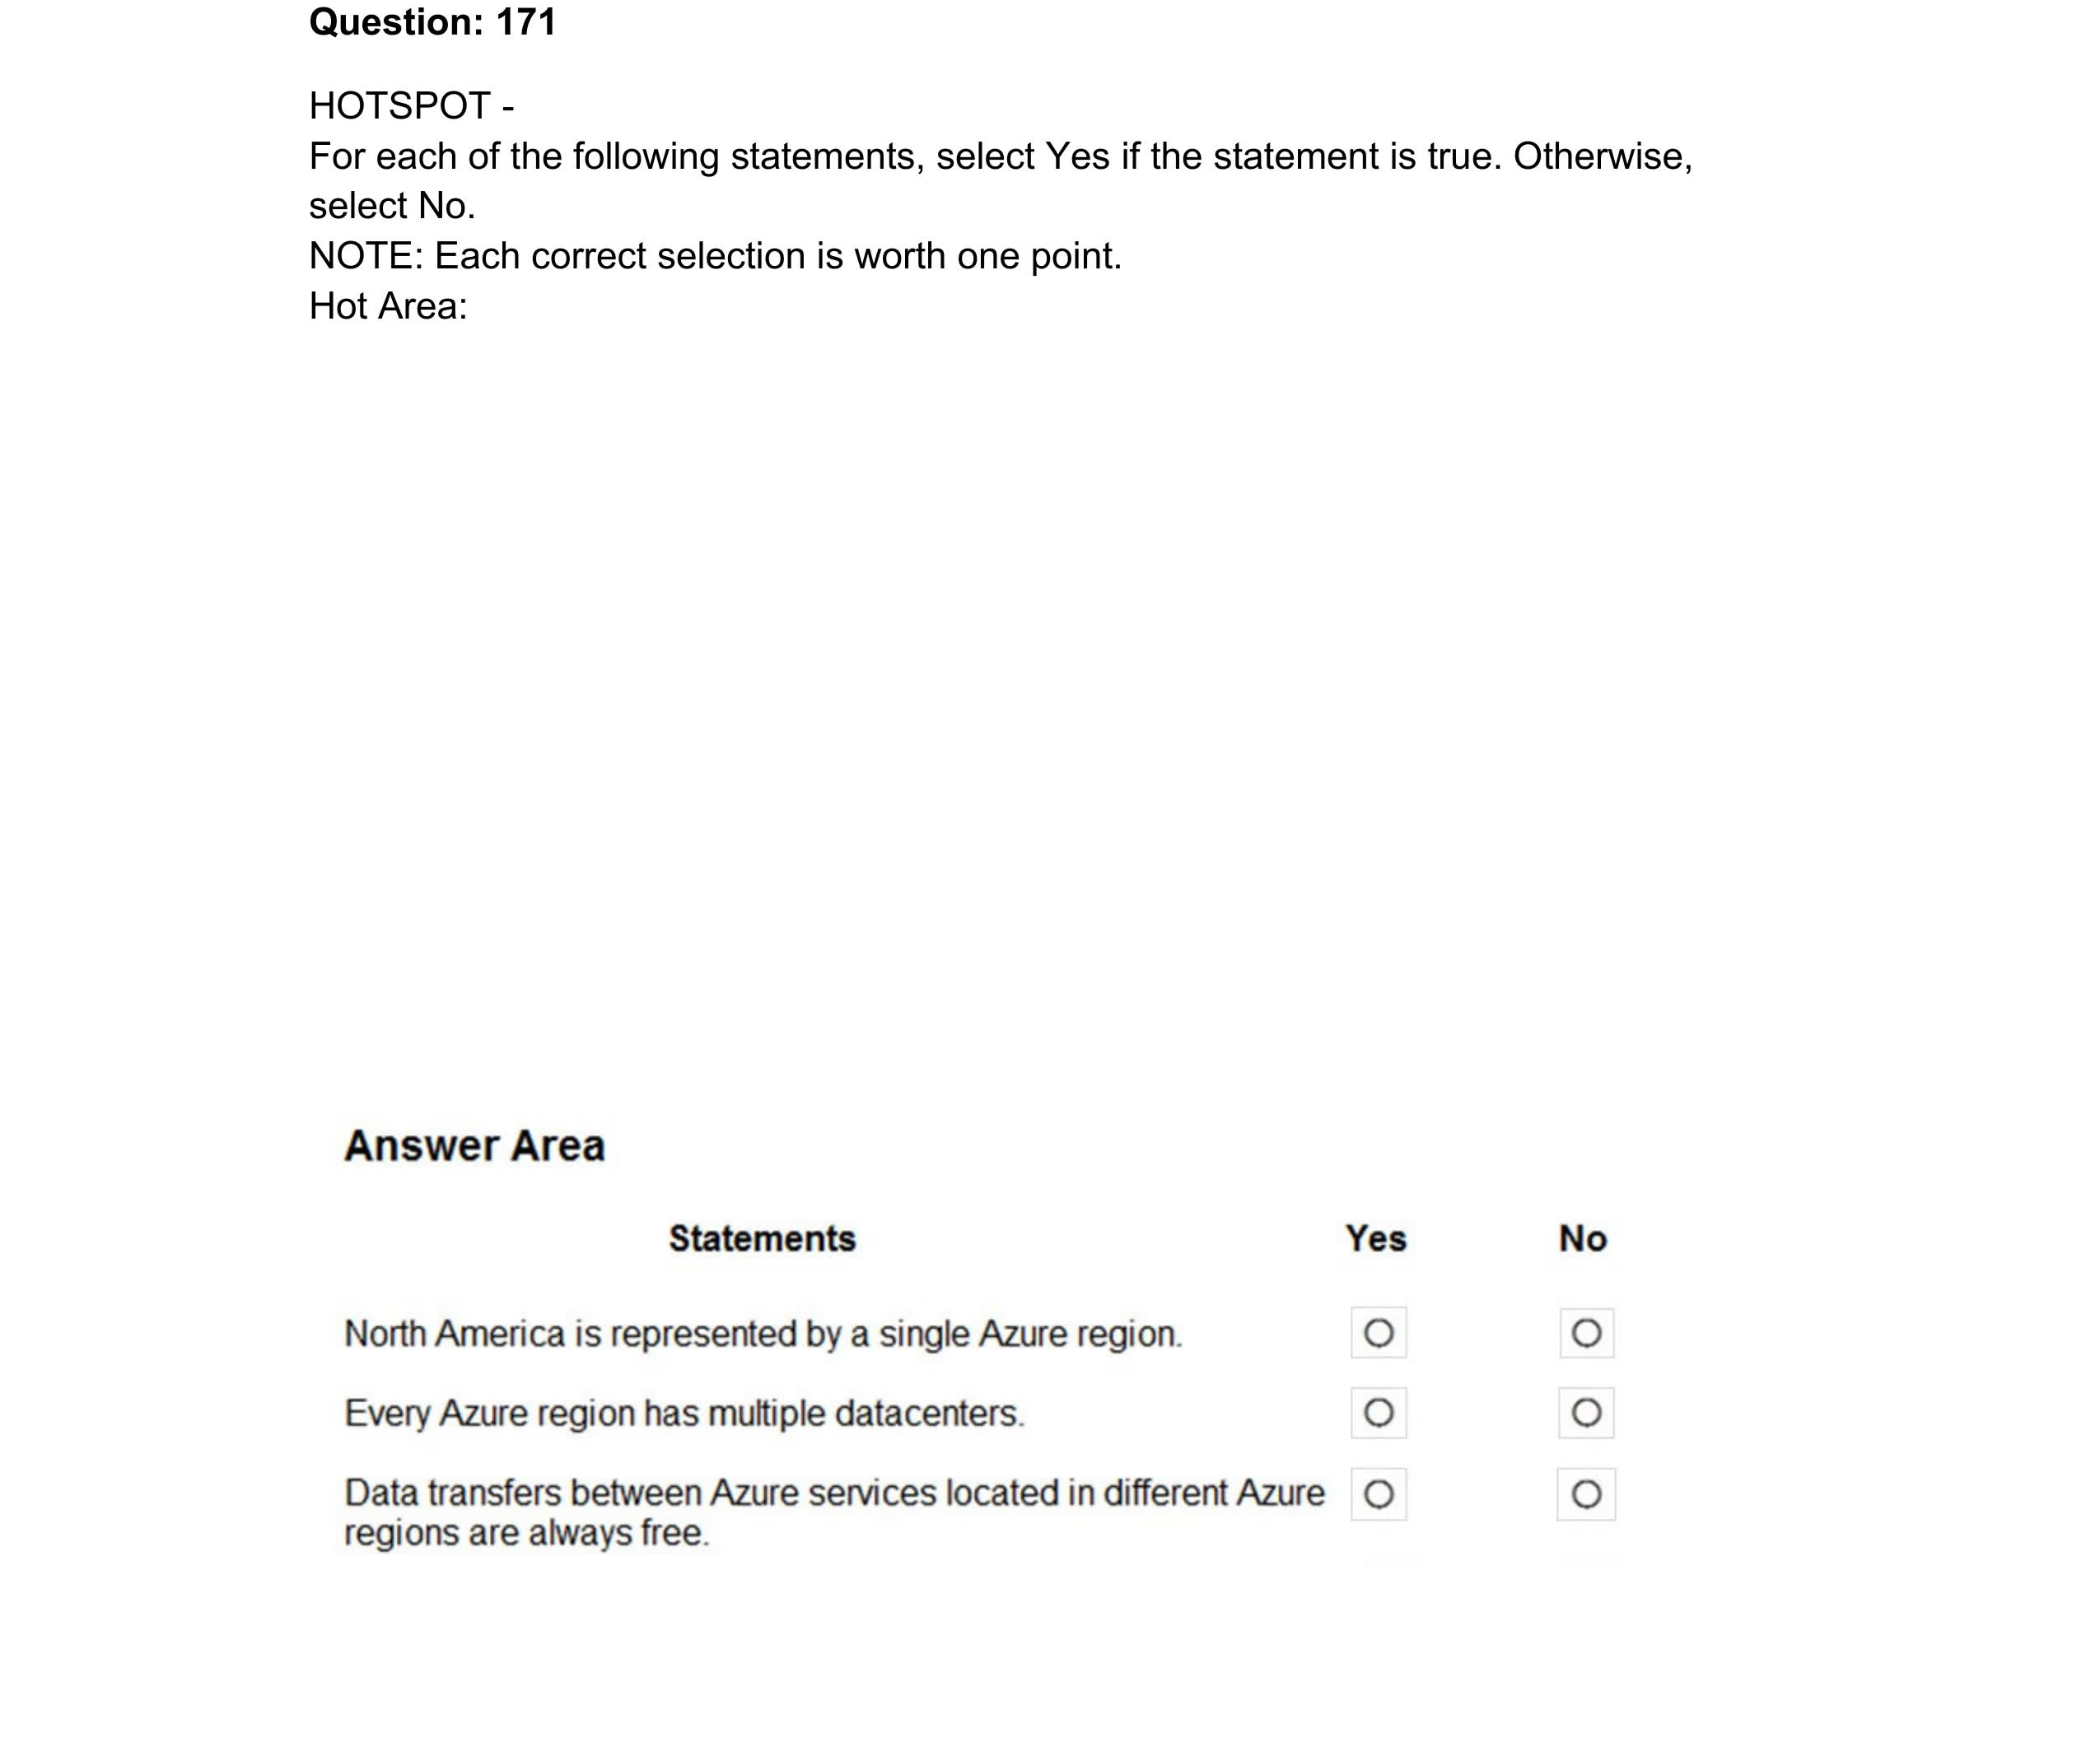 Question: 171
HOTSPOT -
For each of the following statements, select Yes if the statement is true. Otherwise,
select No.
NOTE: Each correct selection is worth one point.
Hot Area:
Answer Area
Statements Yes No
North America is represented by a single Azure region.
Every Azure region has multiple datacenters.
Data transfers between Azure services located in different Azure
regions are always free.